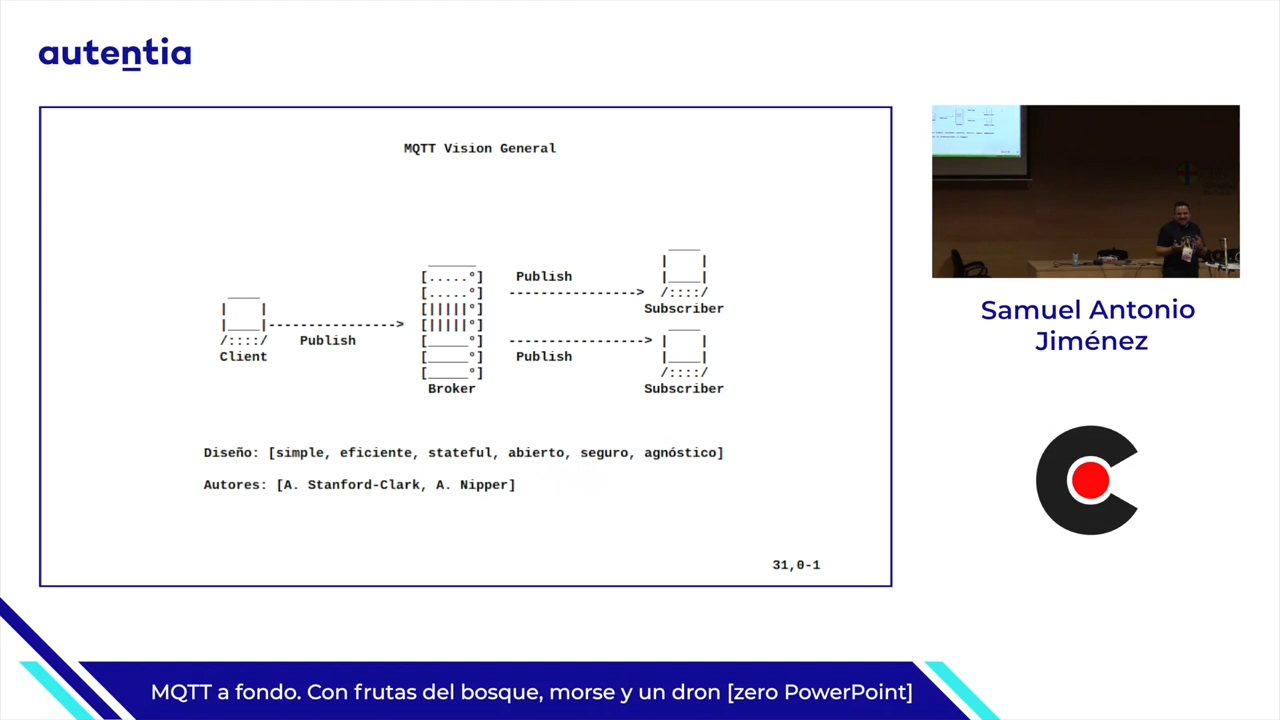 autentia
MQTT Vision General
Publish
Subscriber
Publish
Client
Publish
Subscriber
Broker
Diseño: [simple, eficiente, stateful, abierto, seguro, agnóstico]
Autores: [A. Stanford-Clark, A. Nipper]
31,0-1
Samuel Antonio
Jiménez
MQTT a fondo. Con frutas del bosque, morse y un dron [zero PowerPoint]